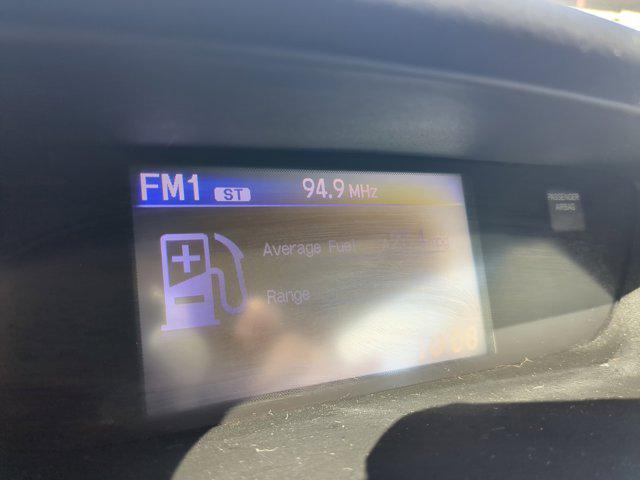 FM1 ST 94.9 MHz
PASSENGER
AIRBAG
Average Fuel
Range